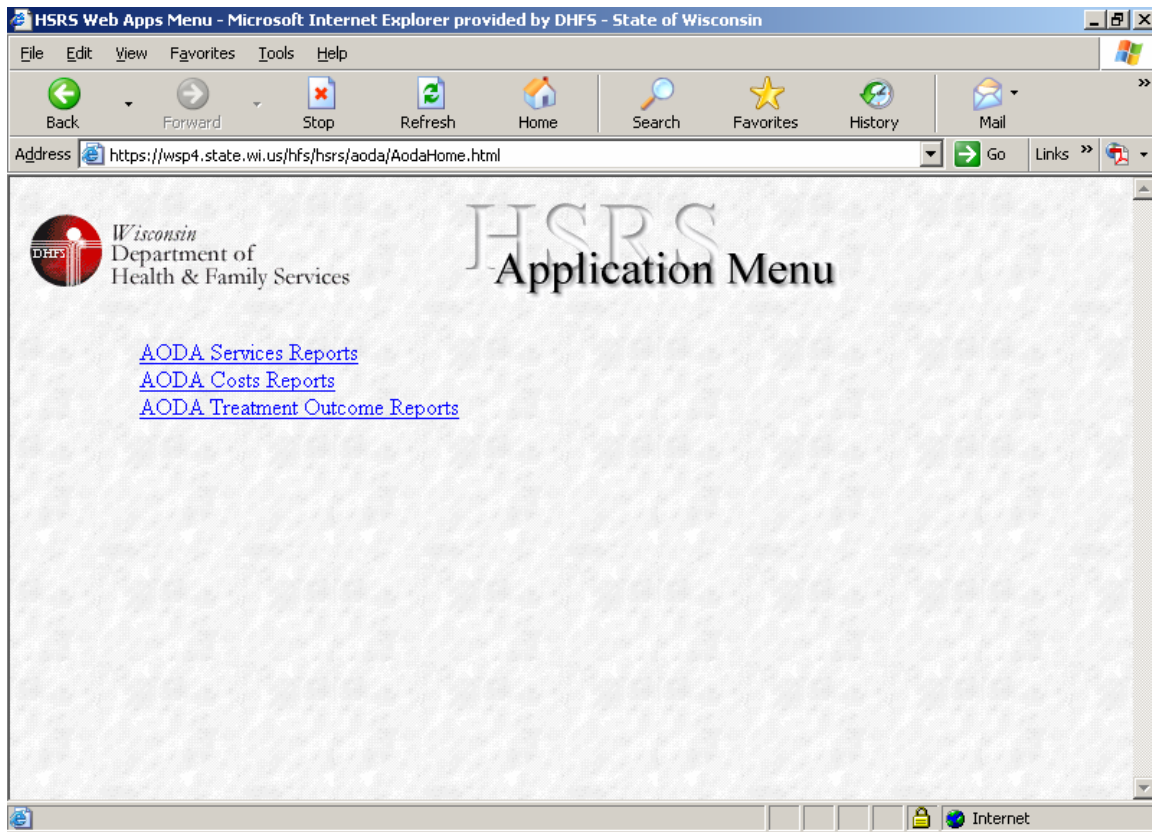 HSRS Web Apps Menu - Microsoft Internet Explorer provided by DHFS - State of Wisconsin
File Edit View Favorites Tools Help
Back Forward Stop Refresh Home Search Favorites History Mail »
Address https://wsp4.state.wi.us/hfs/hsrs/aoda/AodaHome.html Go Links »
HSRS
Application Menu
DHFS
Wisconsin
Department of
Health & Family Services
AODA Services Reports
AODA Costs Reports
AODA Treatment Outcome Reports
Internet